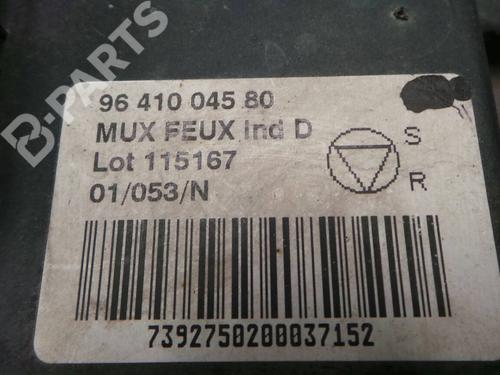 B-PARTS
96 410 045 80
MUX FEUX ind D
Lot 115167
01/053/N
S
R
7392750200037152